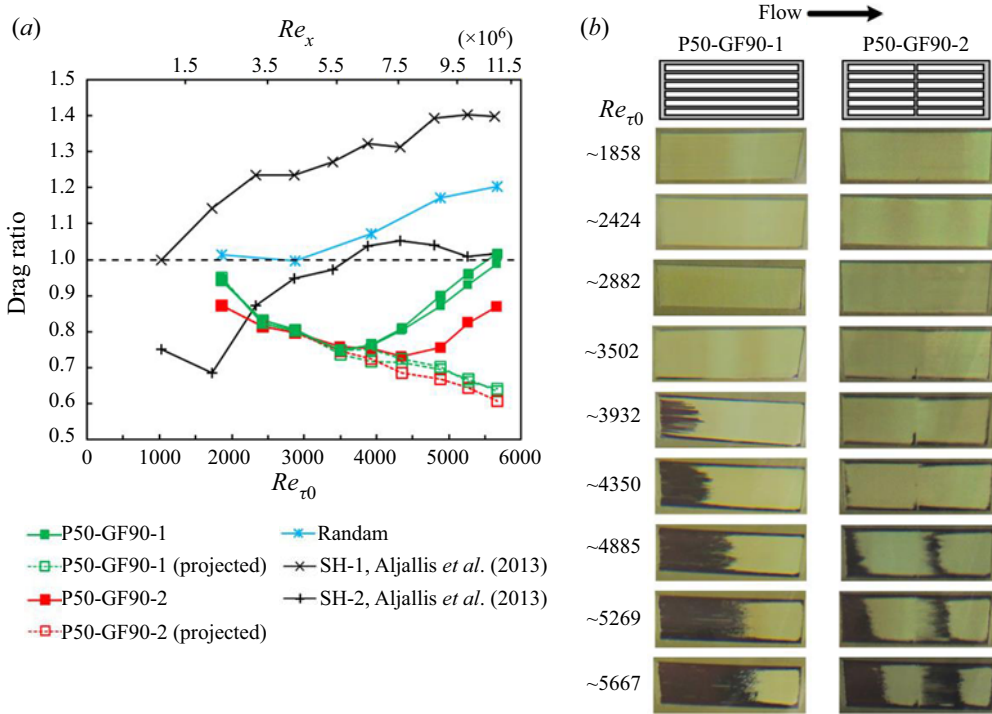 (a)
Re_x
(×10^6)
1.5 3.5 5.5 7.5 9.5 11.5
1.5
1.4
1.3
1.2
1.1
1.0
0.9
0.8
0.7
0.6
0.5
Drag ratio
0 1000 2000 3000 4000 5000 6000
Re_τ0
P50-GF90-1
P50-GF90-1 (projected)
P50-GF90-2
P50-GF90-2 (projected)
Randam
SH-1, Aljallis et al. (2013)
SH-2, Aljallis et al. (2013)
(b)
Flow
P50-GF90-1 P50-GF90-2
Re_τ0
~1858
~2424
~2882
~3502
~3932
~4350
~4885
~5269
~5667